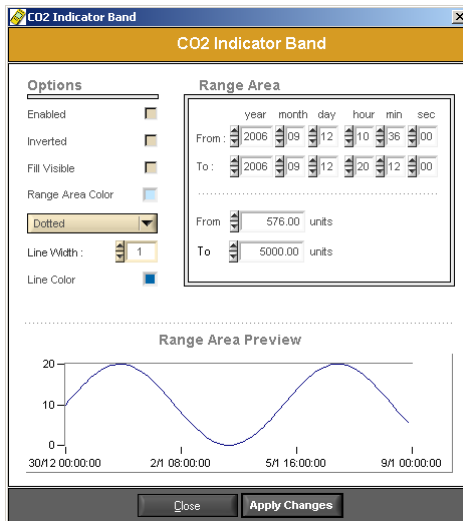 CO2 Indicator Band
CO2 Indicator Band
Options
Enabled
Inverted
Fill Visible
Range Area Color
Dotted
Line Width : 1
Line Color
Range Area
year month day hour min sec
From : 2006 09 12 10 36 00
To : 2006 09 12 20 12 00
From 576.00 units
To 5000.00 units
Range Area Preview
20
10
0
30/12 00:00:00 2/1 08:00:00 5/1 16:00:00 9/1 00:00:00
Close Apply Changes